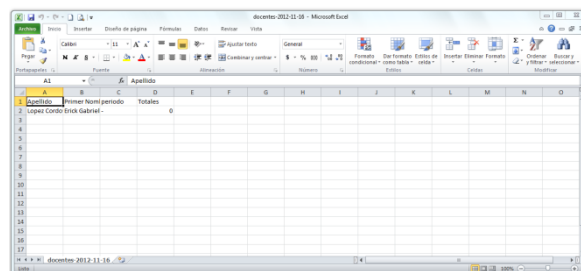 docentes-2012-11-16 - Microsoft Excel
Archivo Inicio Insertar Diseño de página Fórmulas Datos Revisar Vista
Calibri 11 Ajustar texto General
Pegar N K S Combinar y centrar $ % 000 Formato condicional Dar formato como tabla Estilos de celda Insertar Eliminar Formato Ordenar y filtrar Buscar y seleccionar
Portapapeles Fuente Alineación Número Estilos Celdas Modificar
A1 fx Apellido
A B C D E F G H I J K L M N O
1 Apellido Primer Nomi periodo Totales
2 Lopez Cordo Erick Gabriel - 0
3
4
5
6
7
8
9
10
11
12
13
14
15
16
17
docentes-2012-11-16
Listo 100%